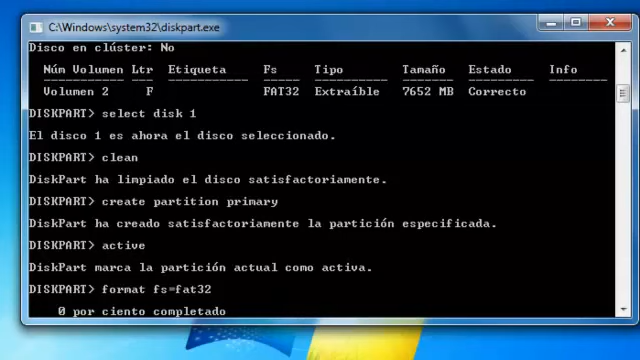 C:\Windows\system32\diskpart.exe
Disco en clúster: No
Núm Volumen Ltr Etiqueta Fs Tipo Tamaño Estado Info
Volumen 2 F FAT32 Extraíble 7652 MB Correcto
DISKPART> select disk 1
El disco 1 es ahora el disco seleccionado.
DISKPART> clean
DiskPart ha limpiado el disco satisfactoriamente.
DISKPART> create partition primary
DiskPart ha creado satisfactoriamente la partición especificada.
DISKPART> active
DiskPart marca la partición actual como activa.
DISKPART> format fs=fat32
0 por ciento completado